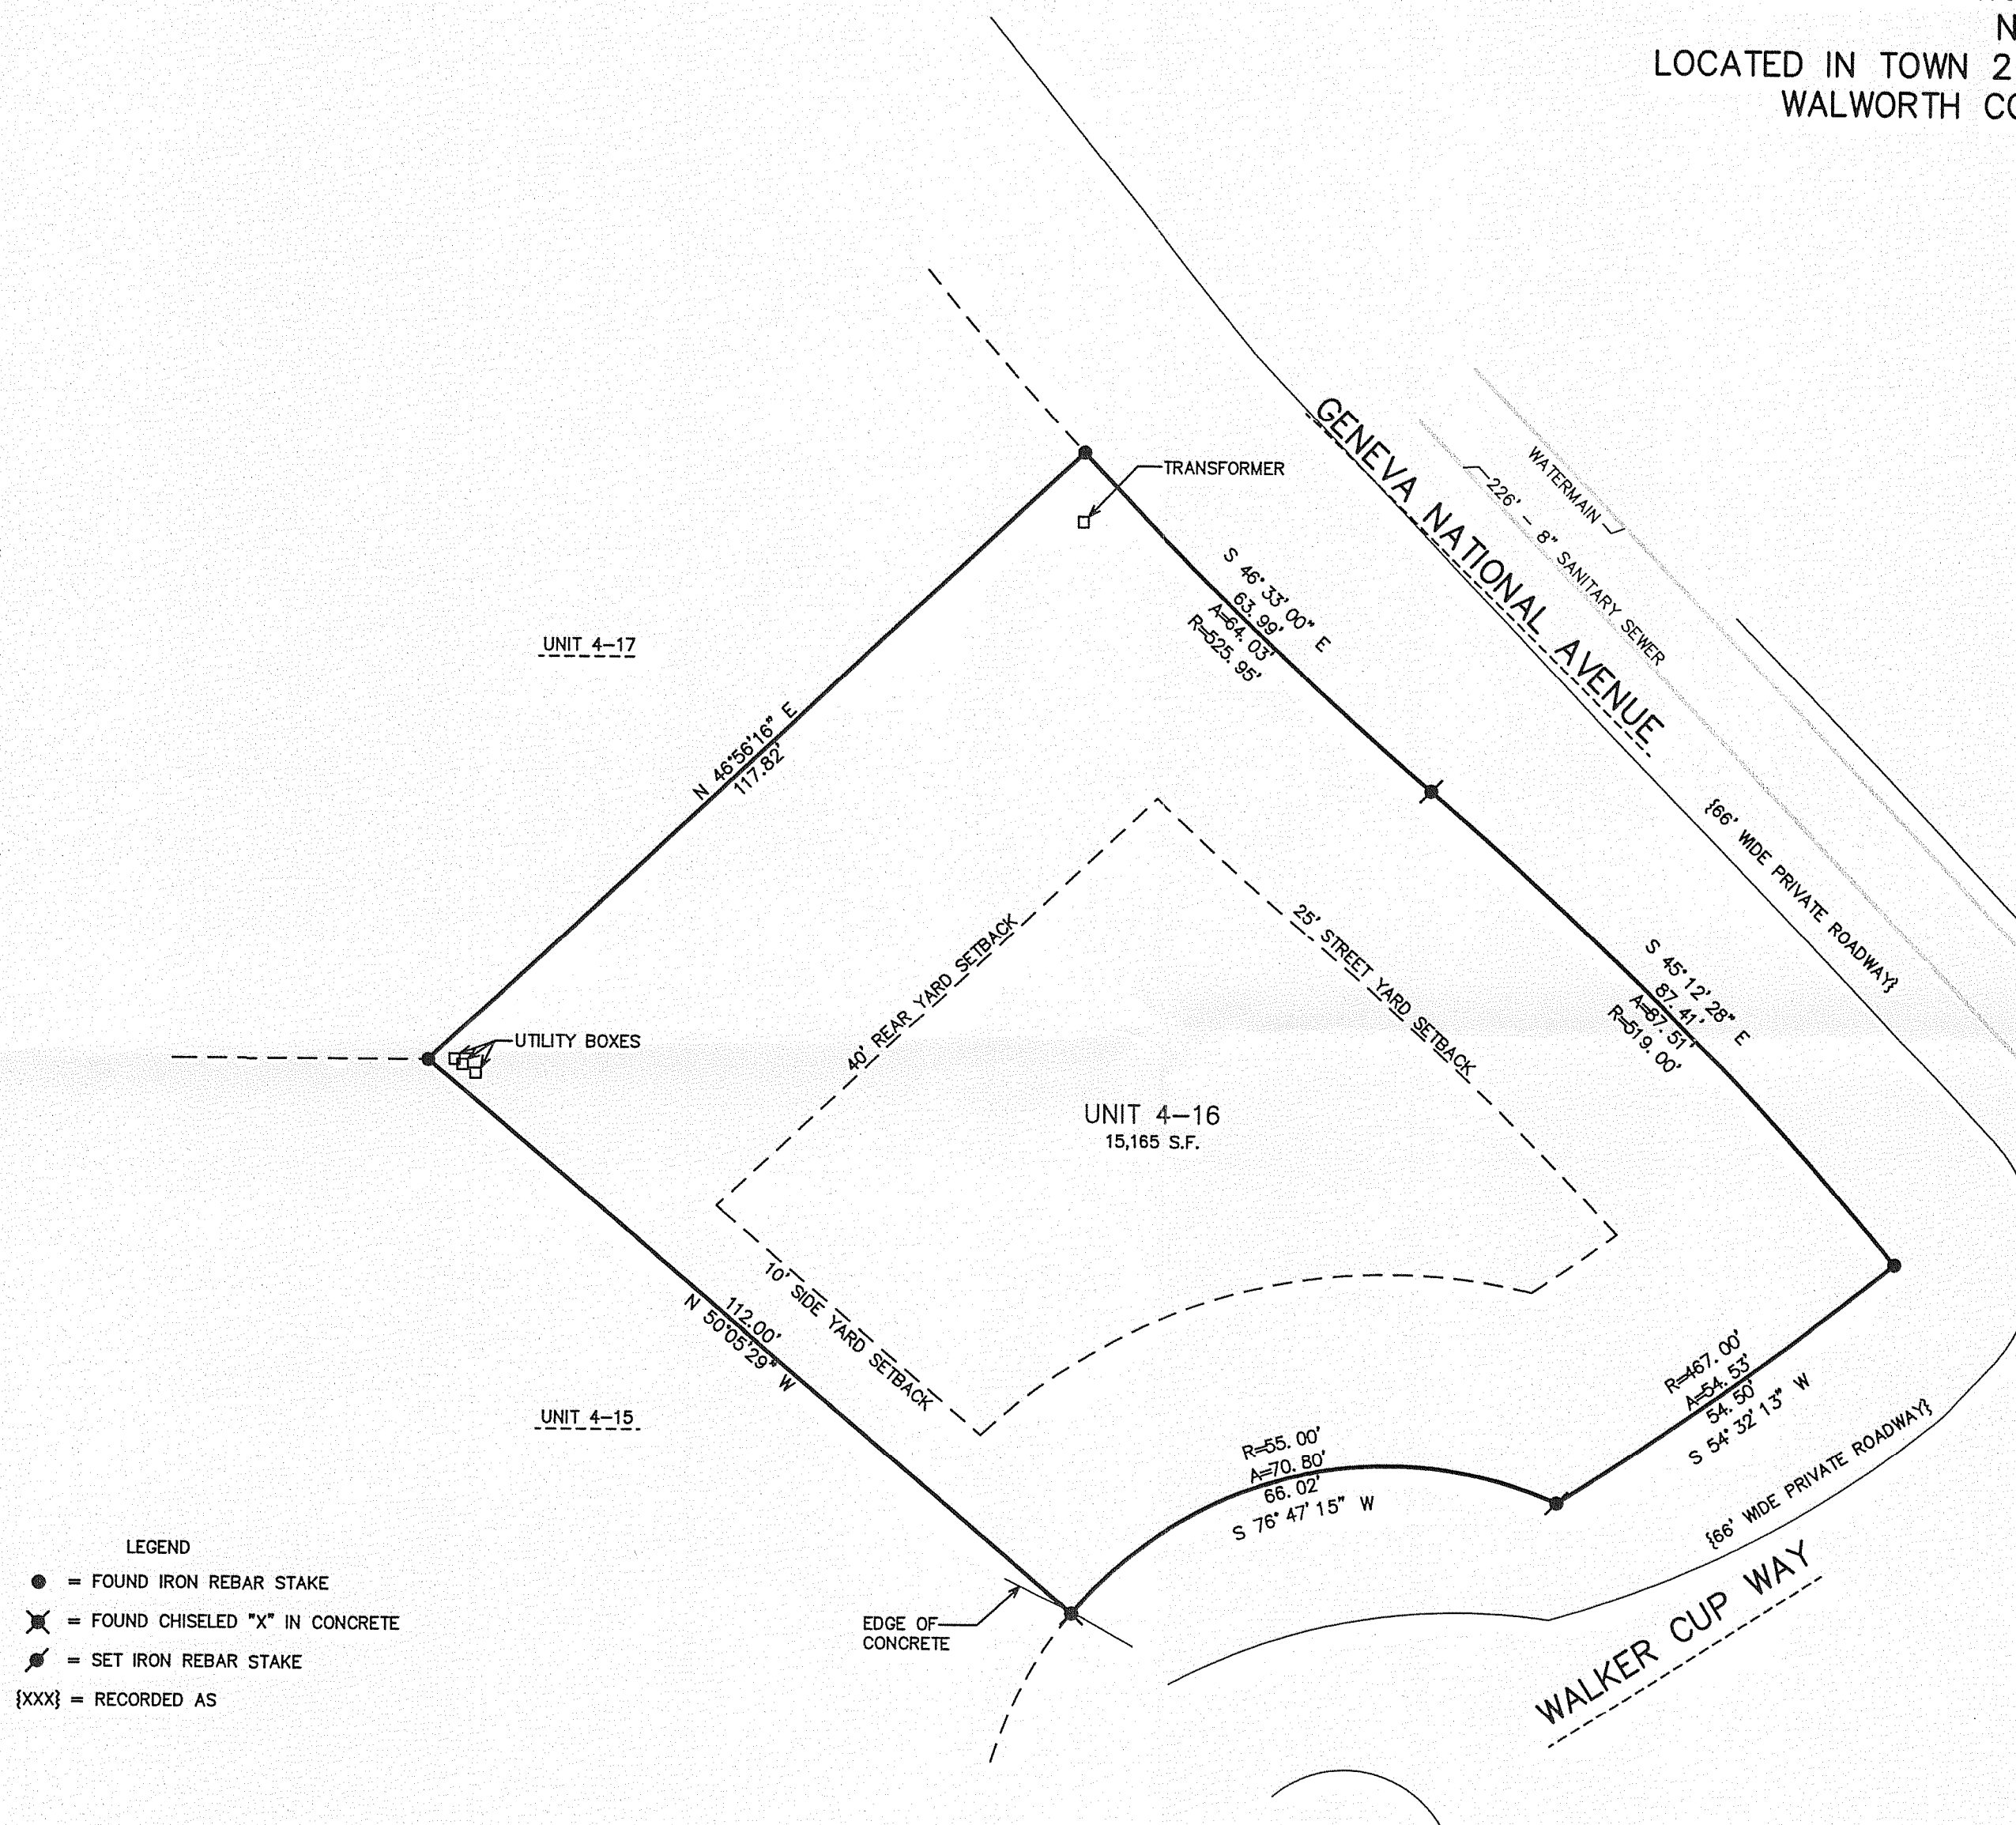 N
LOCATED IN TOWN 2
WALWORTH CO
GENEVA NATIONAL AVENUE
WATERMAIN
226' - 8" SANITARY SEWER
TRANSFORMER
S 46°33'00" E
63.99'
A=64.03'
R=525.95'
UNIT 4-17
N 46°56'16" E
117.82'
{66' WIDE PRIVATE ROADWAY}
40' REAR YARD SETBACK
25' STREET YARD SETBACK
S 45°12'28" E
87.41'
A=87.51'
R=519.00'
UTILITY BOXES
UNIT 4-16
15,165 S.F.
10' SIDE YARD SETBACK
112.00'
N 50°05'29" W
UNIT 4-15
R=467.00'
A=54.53'
54.50'
S 54°32'13" W
R=55.00'
A=70.80'
66.02'
S 76°47'15" W
{66' WIDE PRIVATE ROADWAY}
WALKER CUP WAY
EDGE OF
CONCRETE
LEGEND
= FOUND IRON REBAR STAKE
= FOUND CHISELED "X" IN CONCRETE
= SET IRON REBAR STAKE
{XXX} = RECORDED AS